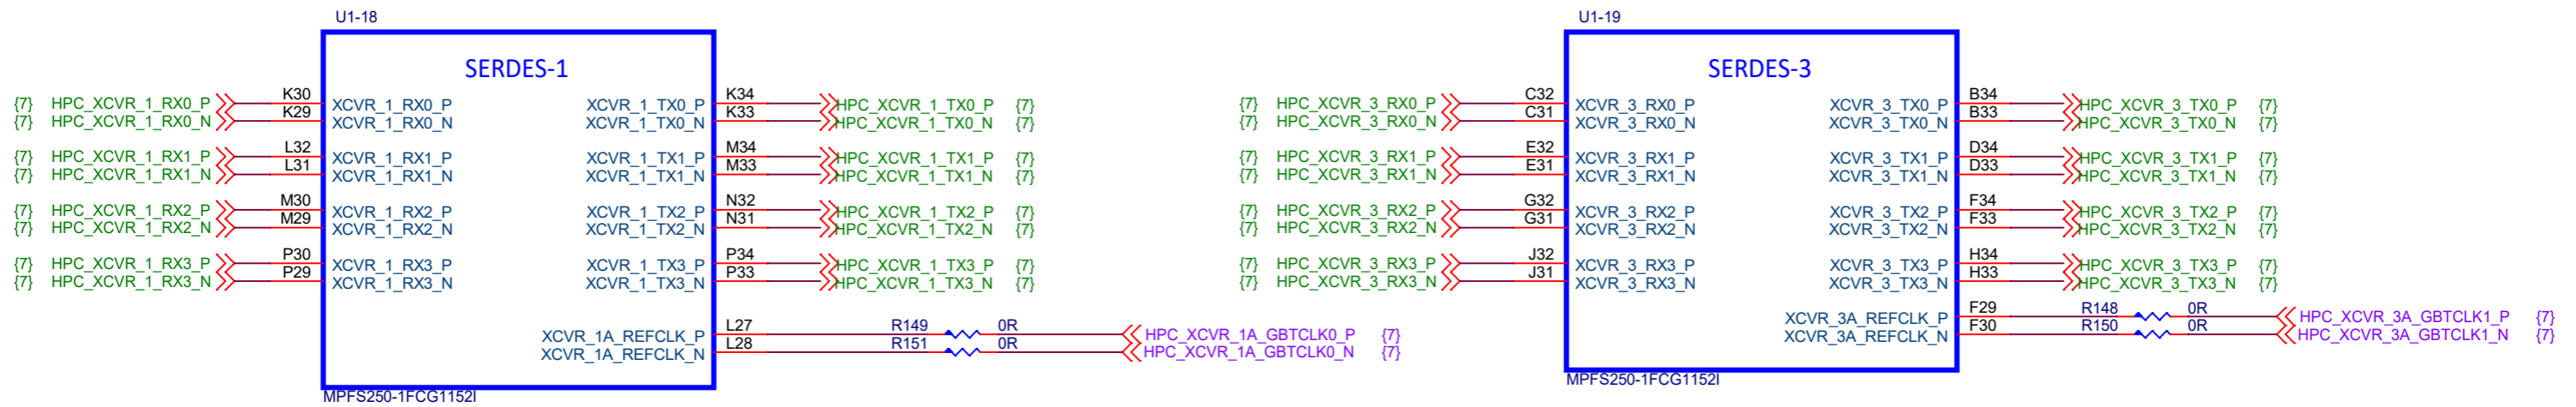 U1-18
SERDES-1
{7} HPC_XCVR_1_RX0_P K30 XCVR_1_RX0_P XCVR_1_TX0_P K34 HPC_XCVR_1_TX0_P {7}
{7} HPC_XCVR_1_RX0_N K29 XCVR_1_RX0_N XCVR_1_TX0_N K33 HPC_XCVR_1_TX0_N {7}
{7} HPC_XCVR_1_RX1_P L32 XCVR_1_RX1_P XCVR_1_TX1_P M34 HPC_XCVR_1_TX1_P {7}
{7} HPC_XCVR_1_RX1_N L31 XCVR_1_RX1_N XCVR_1_TX1_N M33 HPC_XCVR_1_TX1_N {7}
{7} HPC_XCVR_1_RX2_P M30 XCVR_1_RX2_P XCVR_1_TX2_P N32 HPC_XCVR_1_TX2_P {7}
{7} HPC_XCVR_1_RX2_N M29 XCVR_1_RX2_N XCVR_1_TX2_N N31 HPC_XCVR_1_TX2_N {7}
{7} HPC_XCVR_1_RX3_P P30 XCVR_1_RX3_P XCVR_1_TX3_P P34 HPC_XCVR_1_TX3_P {7}
{7} HPC_XCVR_1_RX3_N P29 XCVR_1_RX3_N XCVR_1_TX3_N P33 HPC_XCVR_1_TX3_N {7}
XCVR_1A_REFCLK_P L27 R149 0R HPC_XCVR_1A_GBTCLK0_P {7}
XCVR_1A_REFCLK_N L28 R151 0R HPC_XCVR_1A_GBTCLK0_N {7}
MPFS250-1FCG1152I
U1-19
SERDES-3
{7} HPC_XCVR_3_RX0_P C32 XCVR_3_RX0_P XCVR_3_TX0_P B34 HPC_XCVR_3_TX0_P {7}
{7} HPC_XCVR_3_RX0_N C31 XCVR_3_RX0_N XCVR_3_TX0_N B33 HPC_XCVR_3_TX0_N {7}
{7} HPC_XCVR_3_RX1_P E32 XCVR_3_RX1_P XCVR_3_TX1_P D34 HPC_XCVR_3_TX1_P {7}
{7} HPC_XCVR_3_RX1_N E31 XCVR_3_RX1_N XCVR_3_TX1_N D33 HPC_XCVR_3_TX1_N {7}
{7} HPC_XCVR_3_RX2_P G32 XCVR_3_RX2_P XCVR_3_TX2_P F34 HPC_XCVR_3_TX2_P {7}
{7} HPC_XCVR_3_RX2_N G31 XCVR_3_RX2_N XCVR_3_TX2_N F33 HPC_XCVR_3_TX2_N {7}
{7} HPC_XCVR_3_RX3_P J32 XCVR_3_RX3_P XCVR_3_TX3_P H34 HPC_XCVR_3_TX3_P {7}
{7} HPC_XCVR_3_RX3_N J31 XCVR_3_RX3_N XCVR_3_TX3_N H33 HPC_XCVR_3_TX3_N {7}
XCVR_3A_REFCLK_P F29 R148 0R HPC_XCVR_3A_GBTCLK1_P {7}
XCVR_3A_REFCLK_N F30 R150 0R HPC_XCVR_3A_GBTCLK1_N {7}
MPFS250-1FCG1152I